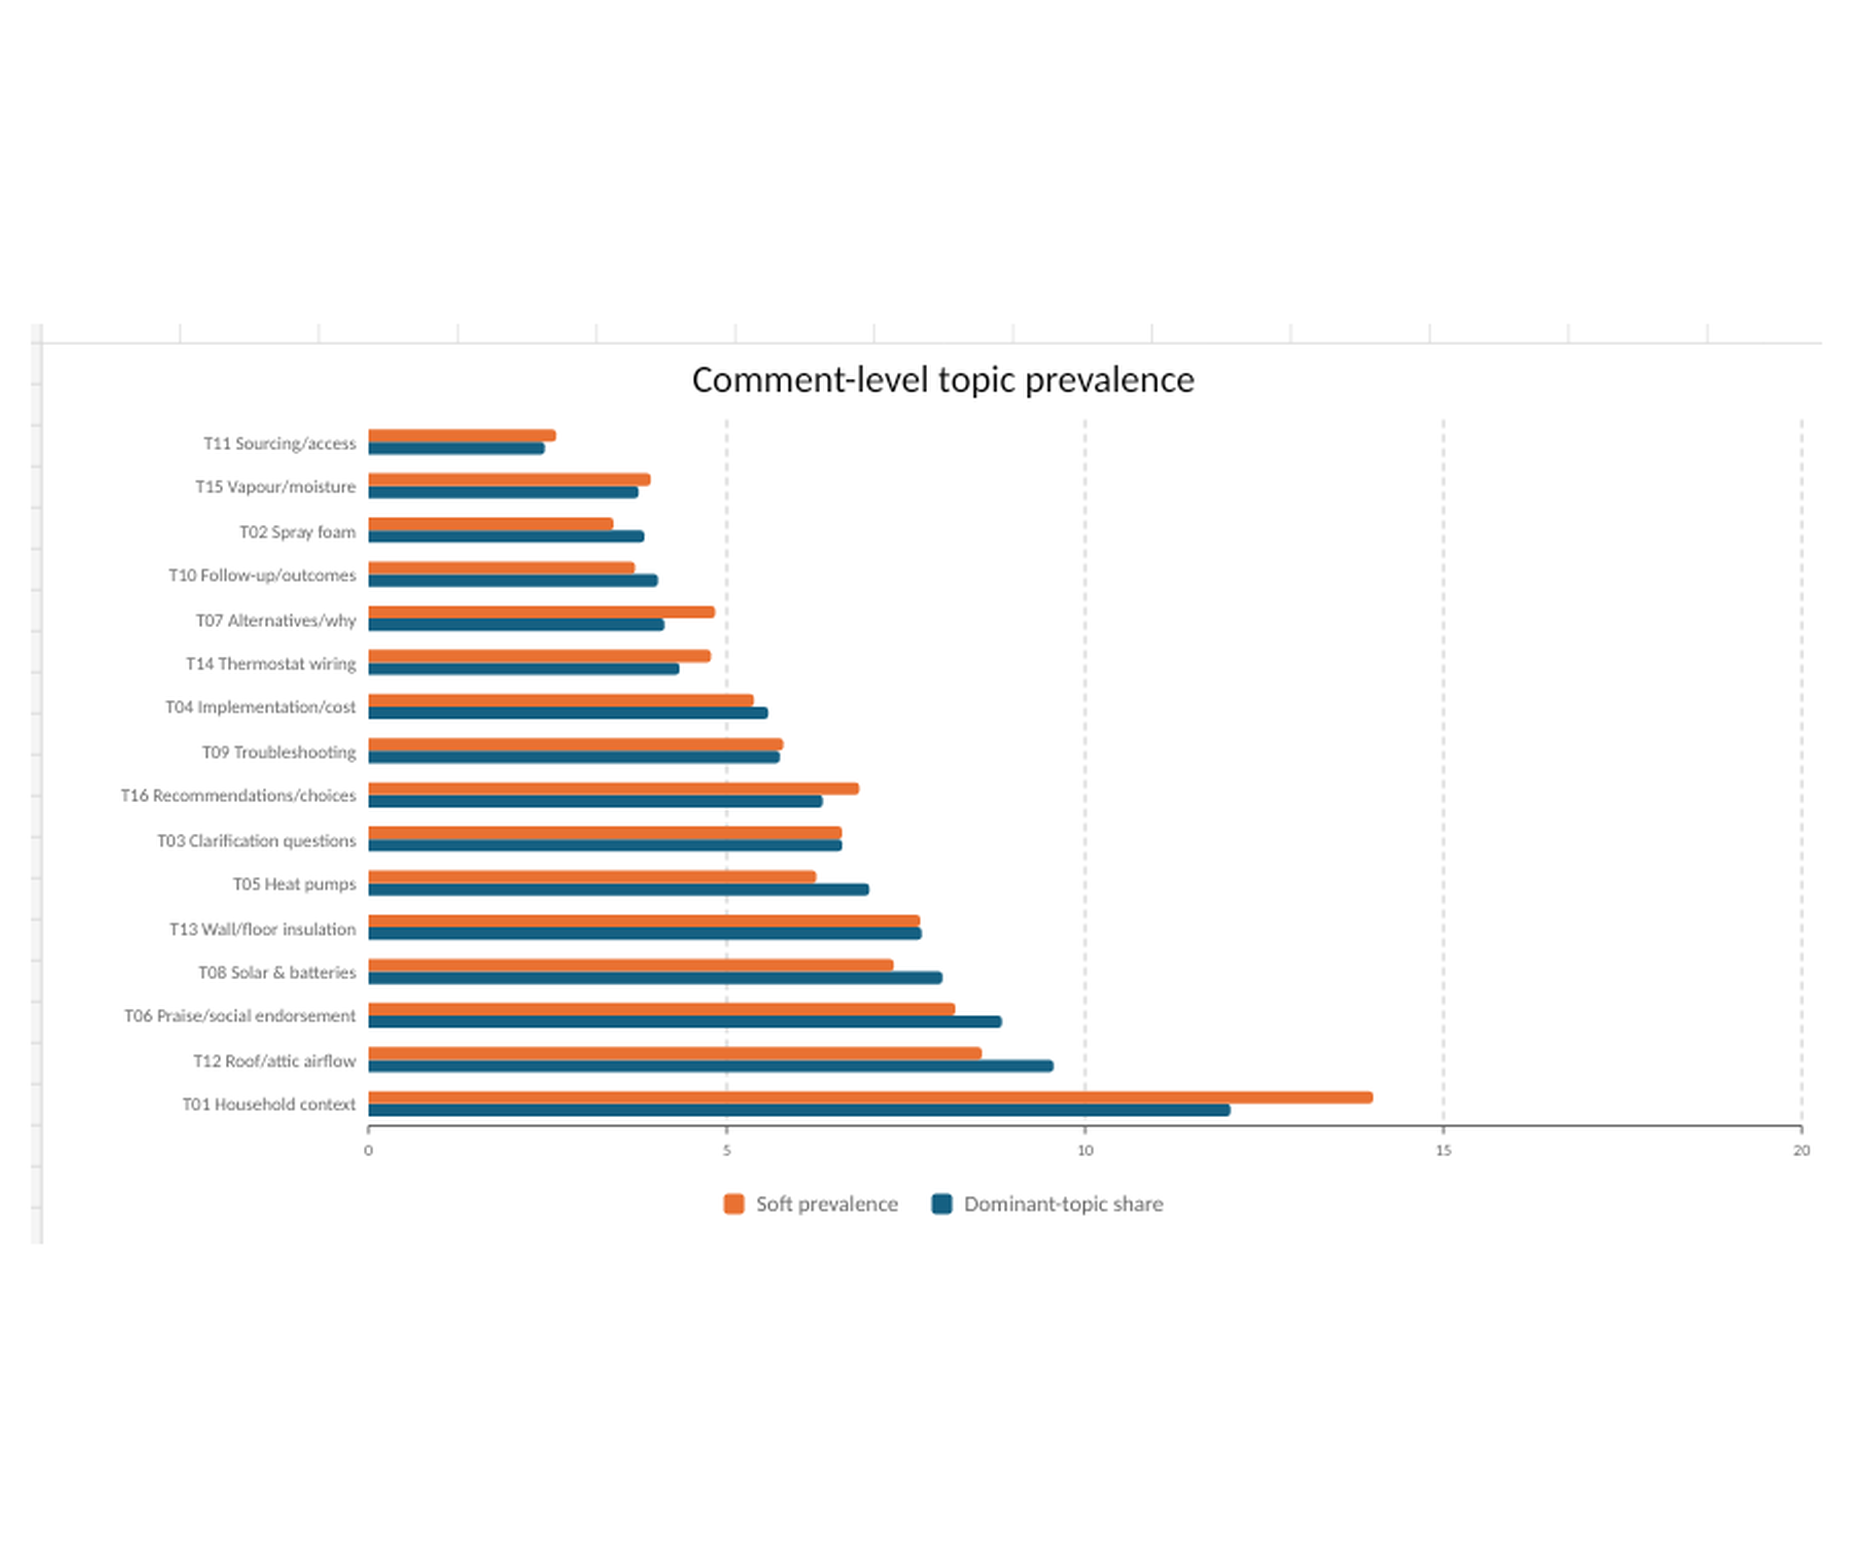 Comment-level topic prevalence
T11 Sourcing/access
T15 Vapour/moisture
T02 Spray foam
T10 Follow-up/outcomes
T07 Alternatives/why
T14 Thermostat wiring
T04 Implementation/cost
T09 Troubleshooting
T16 Recommendations/choices
T03 Clarification questions
T05 Heat pumps
T13 Wall/floor insulation
T08 Solar & batteries
T06 Praise/social endorsement
T12 Roof/attic airflow
T01 Household context
0 5 10 15 20
Soft prevalence Dominant-topic share